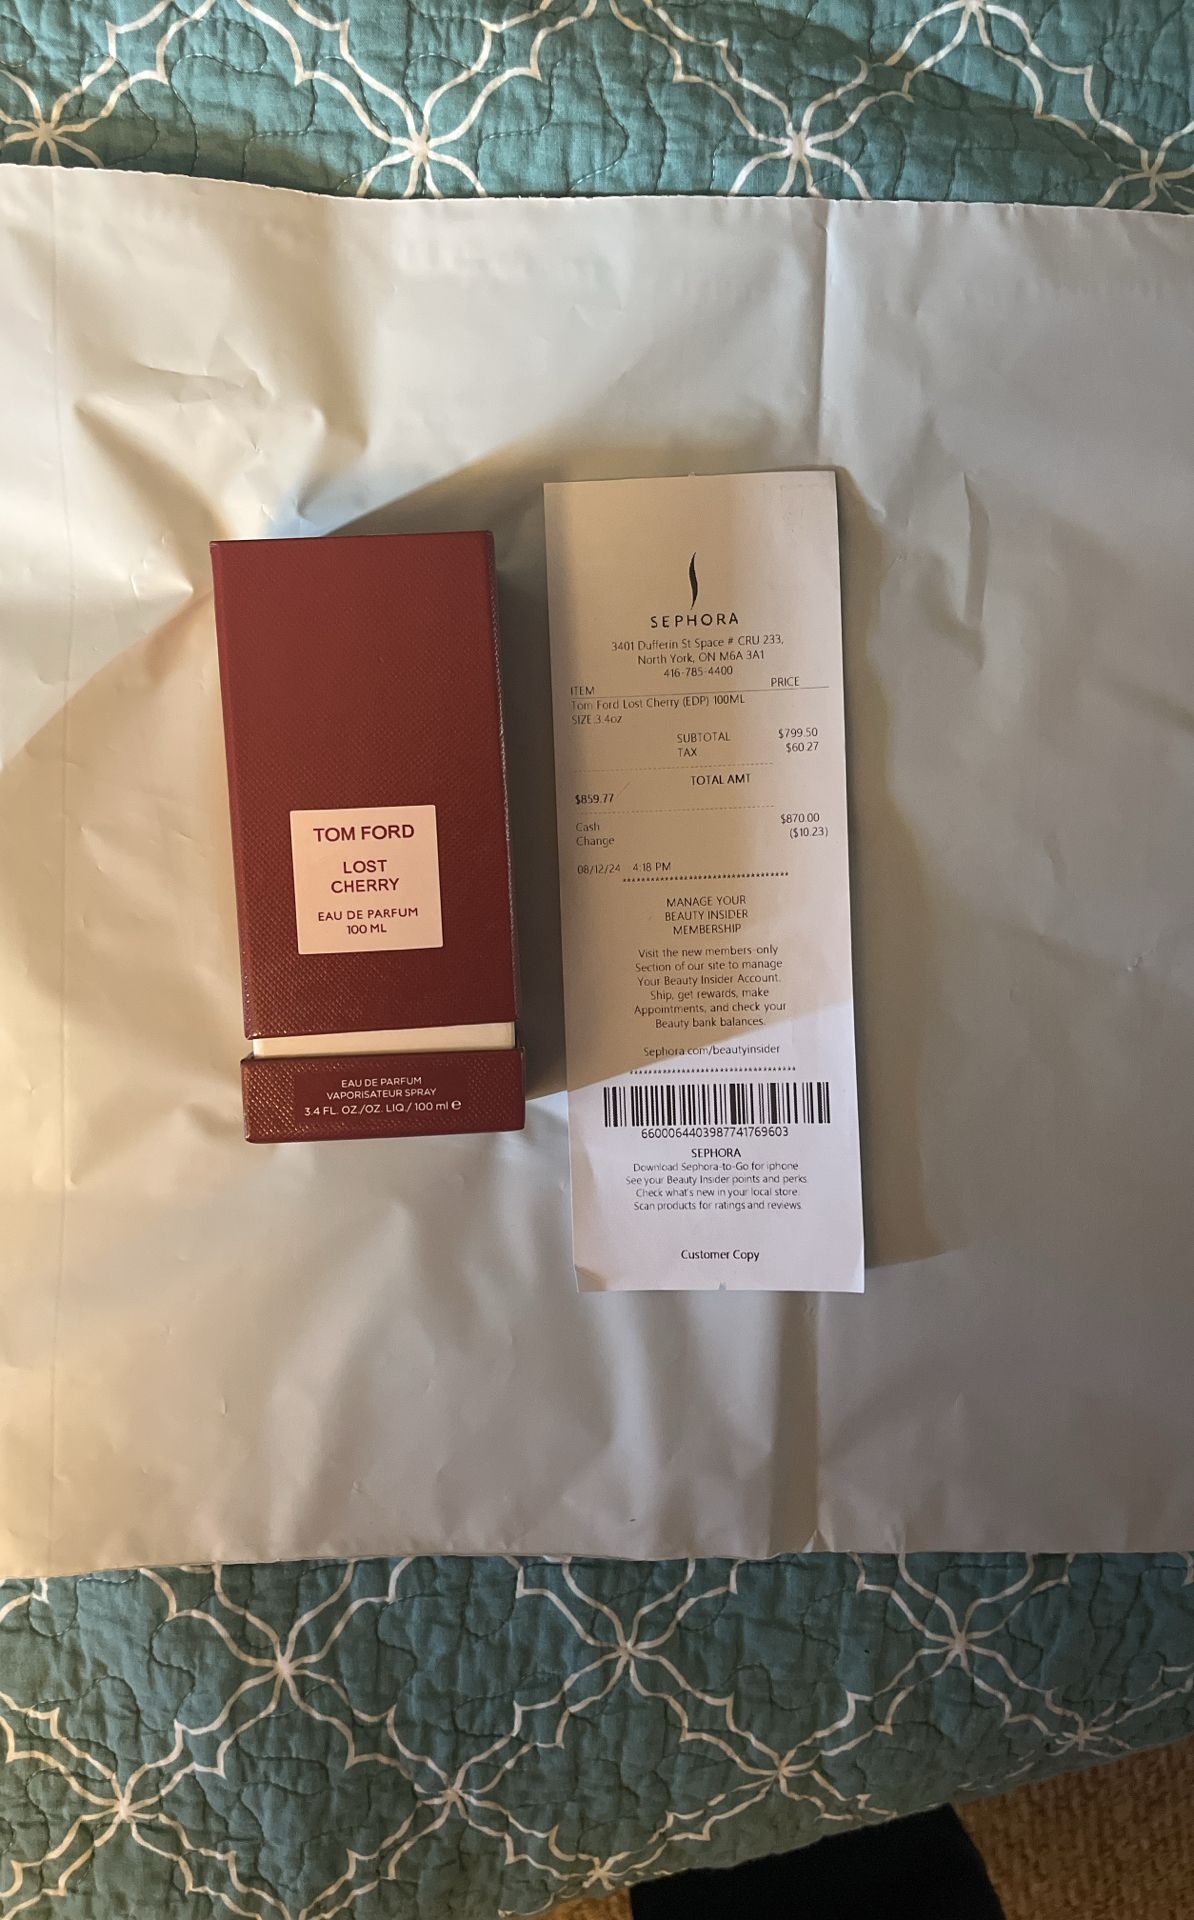 TOM FORD
LOST
CHERRY
EAU DE PARFUM
100 ML
EAU DE PARFUM
VAPORISATEUR SPRAY
3.4 FL. OZ./OZ. LIQ./ 100 ml ℮
SEPHORA
3401 Dufferin St Space # CRU 233,
North York, ON M6A 3A1
416-785-4400
ITEM PRICE
Tom Ford Lost Cherry (EDP) 100ML
SIZE 3.4oz
SUBTOTAL $799.50
TAX $60.27
TOTAL AMT
$859.77
Cash $870.00
Change ($10.23)
08/12/24 4:18 PM
MANAGE YOUR
BEAUTY INSIDER
MEMBERSHIP
Visit the new members-only
Section of our site to manage
Your Beauty Insider Account.
Ship, get rewards, make
Appointments, and check your
Beauty bank balances.
Sephora.com/beautyinsider
6600064403987741769603
SEPHORA
Download Sephora-to-Go for iphone
See your Beauty Insider points and perks
Check what's new in your local store
Scan products for ratings and reviews
Customer Copy